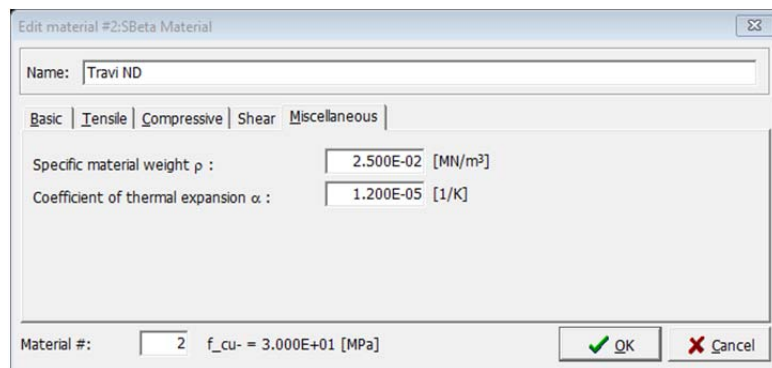 Edit material #2:SBeta Material
Name: Travi ND
Basic Tensile Compressive Shear Miscellaneous
Specific material weight ρ : 2.500E-02 [MN/m³]
Coefficient of thermal expansion α : 1.200E-05 [1/K]
Material #: 2 f_cu- = 3.000E+01 [MPa] OK Cancel